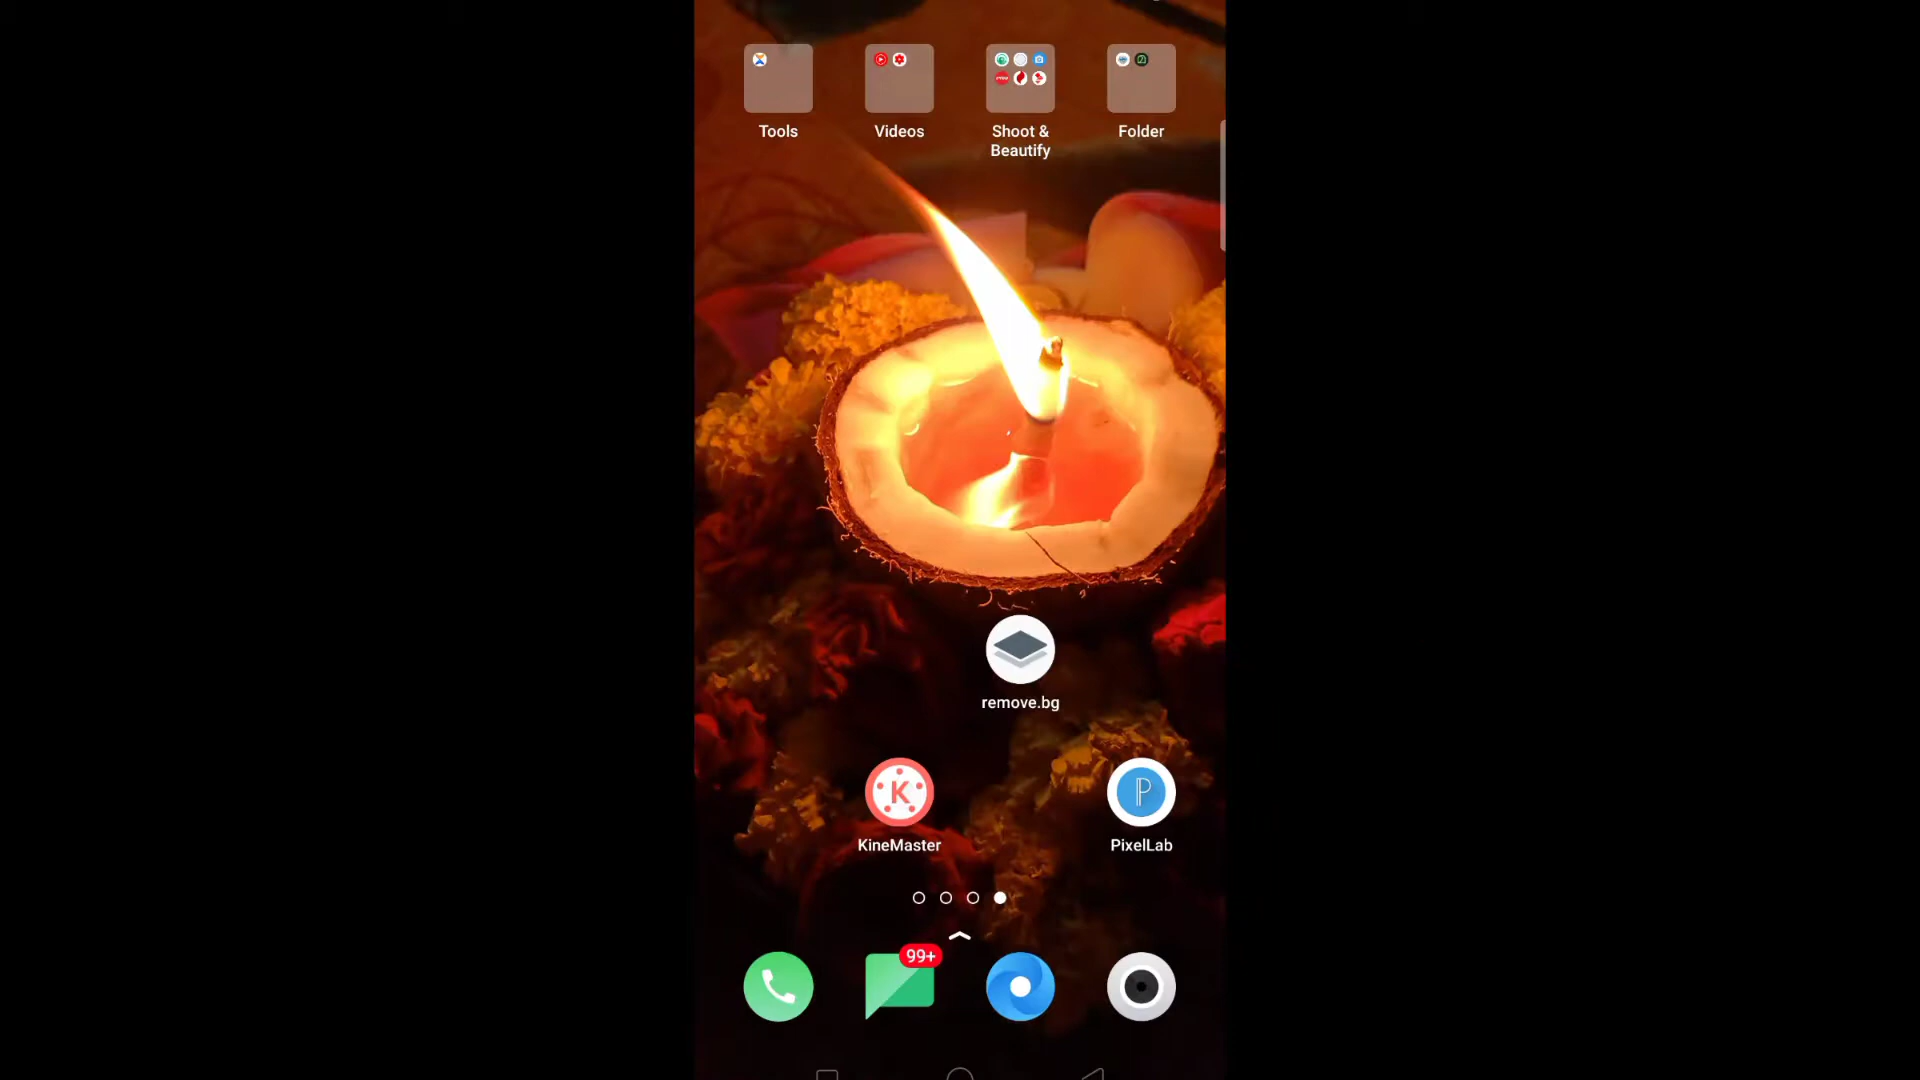 Tools
Videos
Shoot &
Beautify
Folder
remove.bg
K
KineMaster
P
PixelLab
99+